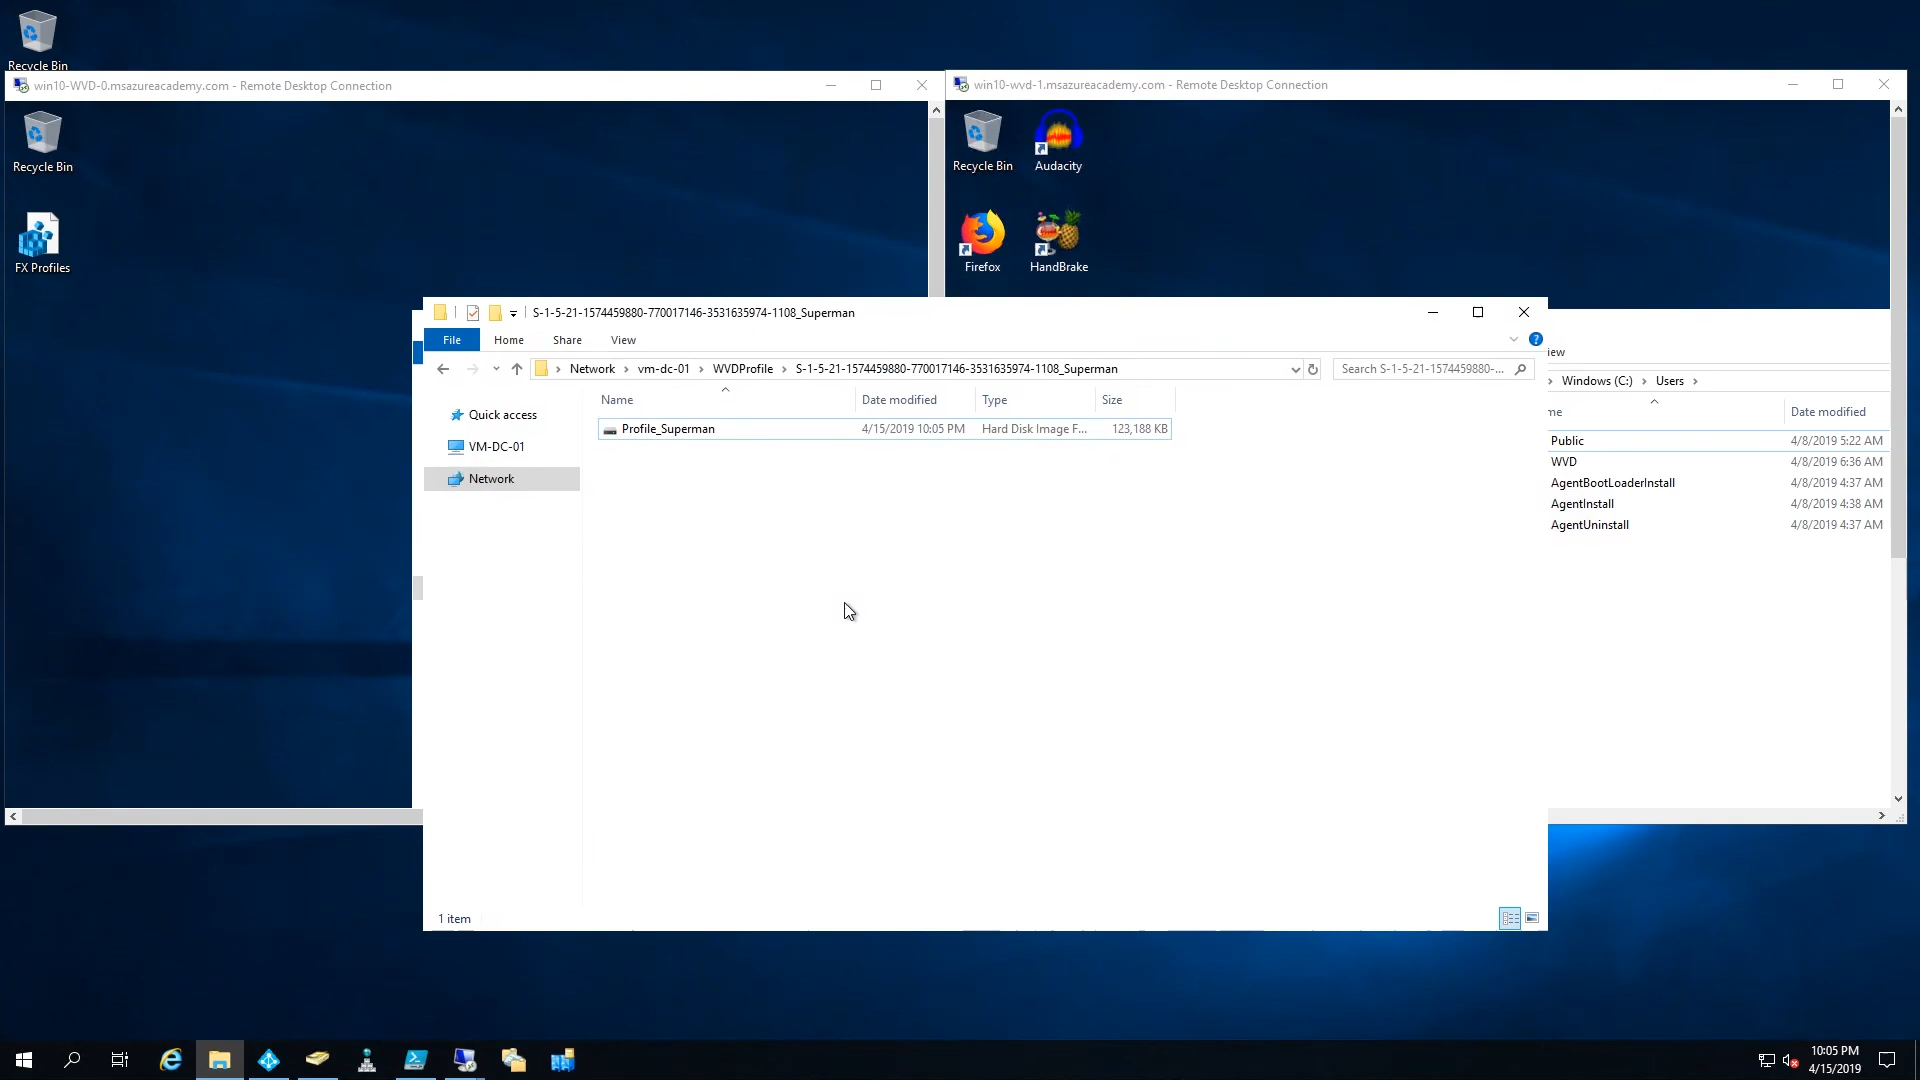 Recycle Bin
win10-WVD-0.msazureacademy.com - Remote Desktop Connection
win10-wvd-1.msazureacademy.com - Remote Desktop Connection
Recycle Bin
Recycle Bin
Audacity
FX Profiles
Firefox
HandBrake
S-1-5-21-1574459880-770017146-3531635974-1108_Superman
File
Home
Share
View
iew
Network
vm-dc-01
WVDProfile
S-1-5-21-1574459880-770017146-3531635974-1108_Superman
Search S-1-5-21-1574459880-...
Windows (C:)
Users
Name
Date modified
Type
Size
me
Date modified
Quick access
Profile_Superman
4/15/2019 10:05 PM
Hard Disk Image F...
123,188 KB
Public
4/8/2019 5:22 AM
VM-DC-01
WVD
4/8/2019 6:36 AM
Network
AgentBootLoaderInstall
4/8/2019 4:37 AM
AgentInstall
4/8/2019 4:38 AM
AgentUninstall
4/8/2019 4:37 AM
1 item
10:05 PM
4/15/2019